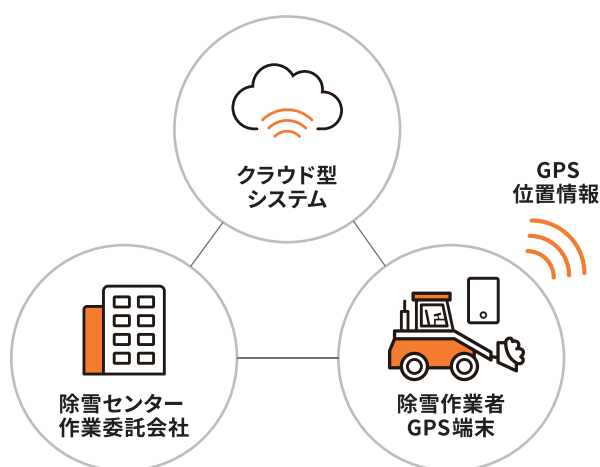 クラウド型
システム
GPS
位置情報
除雪センター
作業委託会社
除雪作業者
GPS端末